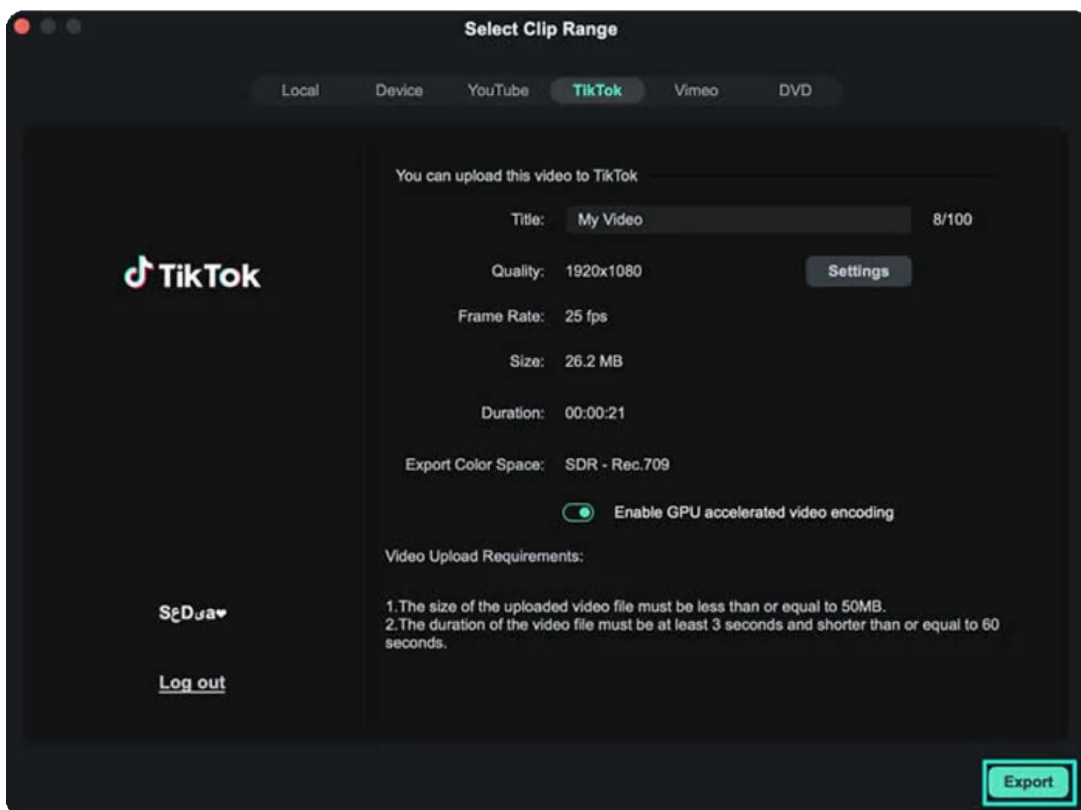 Select Clip Range
Local Device YouTube TikTok Vimeo DVD
TikTok
You can upload this video to TikTok
Title: My Video 8/100
Quality: 1920x1080 Settings
Frame Rate: 25 fps
Size: 26.2 MB
Duration: 00:00:21
Export Color Space: SDR - Rec.709
Enable GPU accelerated video encoding
Video Upload Requirements:
1.The size of the uploaded video file must be less than or equal to 50MB.
2.The duration of the video file must be at least 3 seconds and shorter than or equal to 60
seconds.
Log out
Export